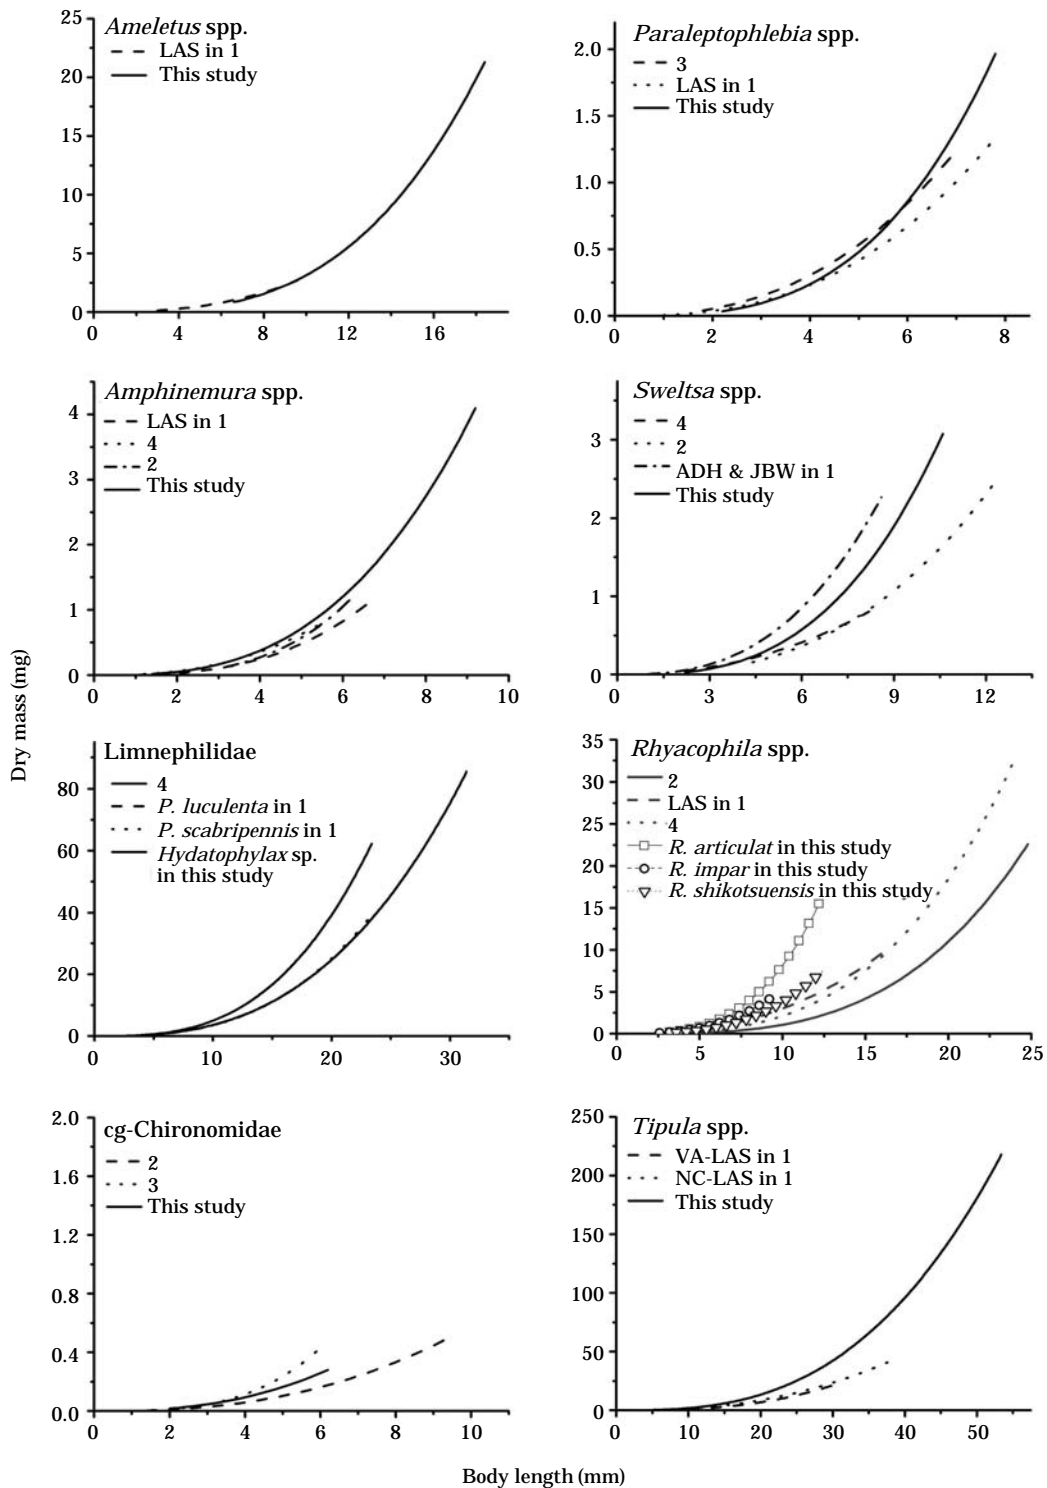 Dry mass (mg)
Ameletus spp.
LAS in 1
This study
25
20
15
10
5
0
0 4 8 12 16
Paraleptophlebia spp.
3
LAS in 1
This study
2.0
1.5
1.0
0.5
0.0
0 2 4 6 8
Amphinemura spp.
LAS in 1
4
2
This study
4
3
2
1
0
0 2 4 6 8 10
Sweltsa spp.
4
2
ADH & JBW in 1
This study
3
2
1
0
0 3 6 9 12
Limnephilidae
4
P. luculenta in 1
P. scabripennis in 1
Hydatophylax sp.
in this study
80
60
40
20
0
0 10 20 30
Rhyacophila spp.
2
LAS in 1
4
R. articulat in this study
R. impar in this study
R. shikotsuensis in this study
35
30
25
20
15
10
5
0
0 5 10 15 20 25
cg-Chironomidae
2
3
This study
2.0
1.6
1.2
0.8
0.4
0.0
0 2 4 6 8 10
Tipula spp.
VA-LAS in 1
NC-LAS in 1
This study
250
200
150
100
50
0
0 10 20 30 40 50
Body length (mm)